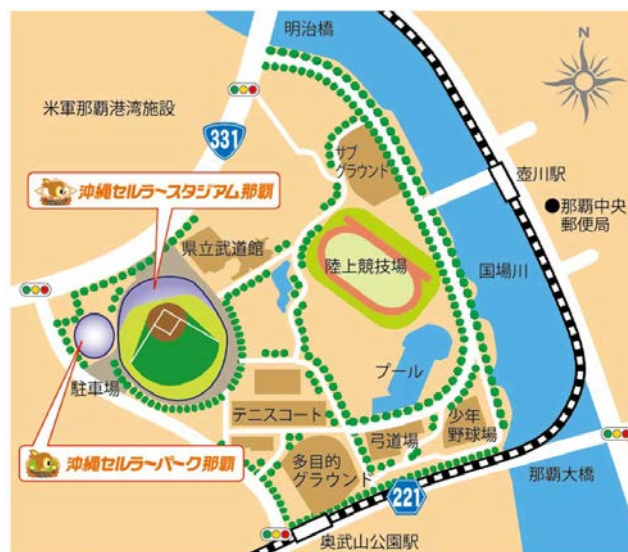 明治橋
N
米軍那覇港湾施設
331
サブ
グラウンド
壺川駅
沖縄セルラースタジアム那覇
那覇中央
郵便局
県立武道館
陸上競技場
国場川
プール
駐車場
テニスコート
弓道場
少年
野球場
沖縄セルラーパーク那覇
多目的
グラウンド
221
那覇大橋
奥武山公園駅